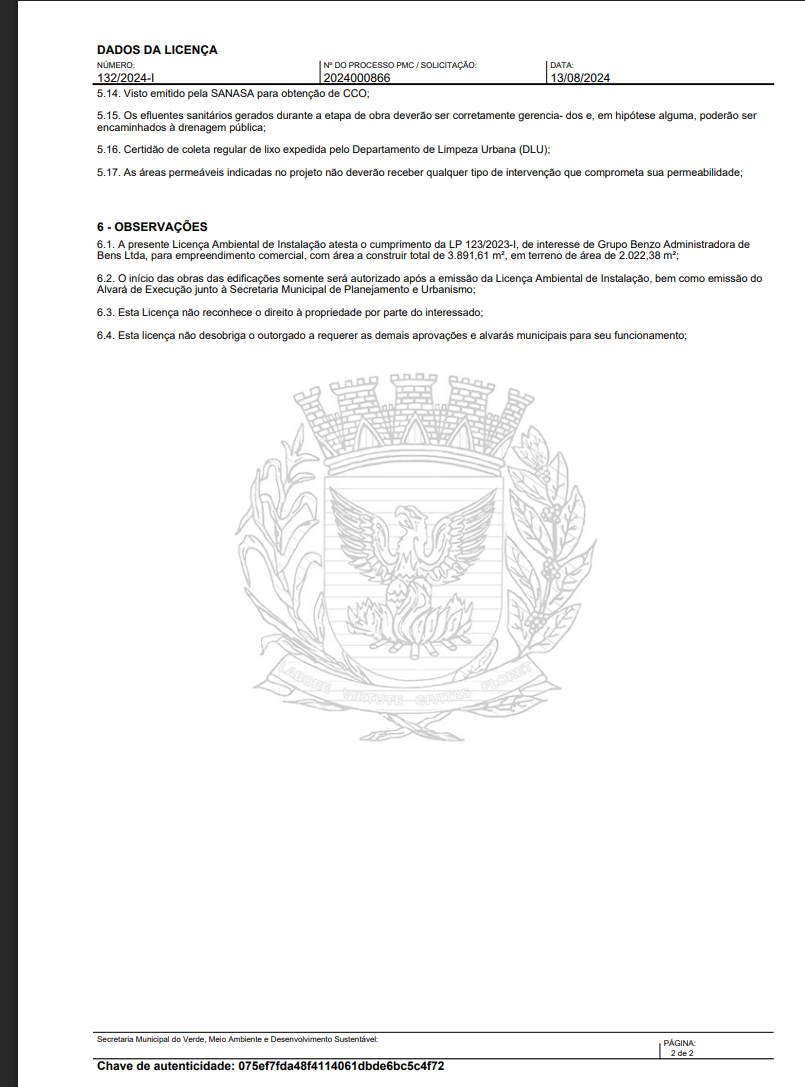 DADOS DA LICENÇA
NÚMERO:
132/2024-I
Nº DO PROCESSO PMC / SOLICITAÇÃO:
2024000866
DATA:
13/08/2024
5.14. Visto emitido pela SANASA para obtenção de CCO;
5.15. Os efluentes sanitários gerados durante a etapa de obra deverão ser corretamente gerencia- dos e, em hipótese alguma, poderão ser
encaminhados à drenagem pública;
5.16. Certidão de coleta regular de lixo expedida pelo Departamento de Limpeza Urbana (DLU);
5.17. As áreas permeáveis indicadas no projeto não deverão receber qualquer tipo de intervenção que comprometa sua permeabilidade;
6 - OBSERVAÇÕES
6.1. A presente Licença Ambiental de Instalação atesta o cumprimento da LP 123/2023-I, de interesse de Grupo Benzo Administradora de
Bens Ltda, para empreendimento comercial, com área a construir total de 3.891,61 m², em terreno de área de 2.022,38 m²;
6.2. O início das obras das edificações somente será autorizado após a emissão da Licença Ambiental de Instalação, bem como emissão do
Alvará de Execução junto à Secretaria Municipal de Planejamento e Urbanismo;
6.3. Esta Licença não reconhece o direito à propriedade por parte do interessado;
6.4. Esta licença não desobriga o outorgado a requerer as demais aprovações e alvarás municipais para seu funcionamento;
LABORE VIRTUTE CIVITAS FLORET
Secretaria Municipal do Verde, Meio Ambiente e Desenvolvimento Sustentável:
PÁGINA:
2 de 2
Chave de autenticidade: 075ef7fda48f4114061dbde6bc5c4f72